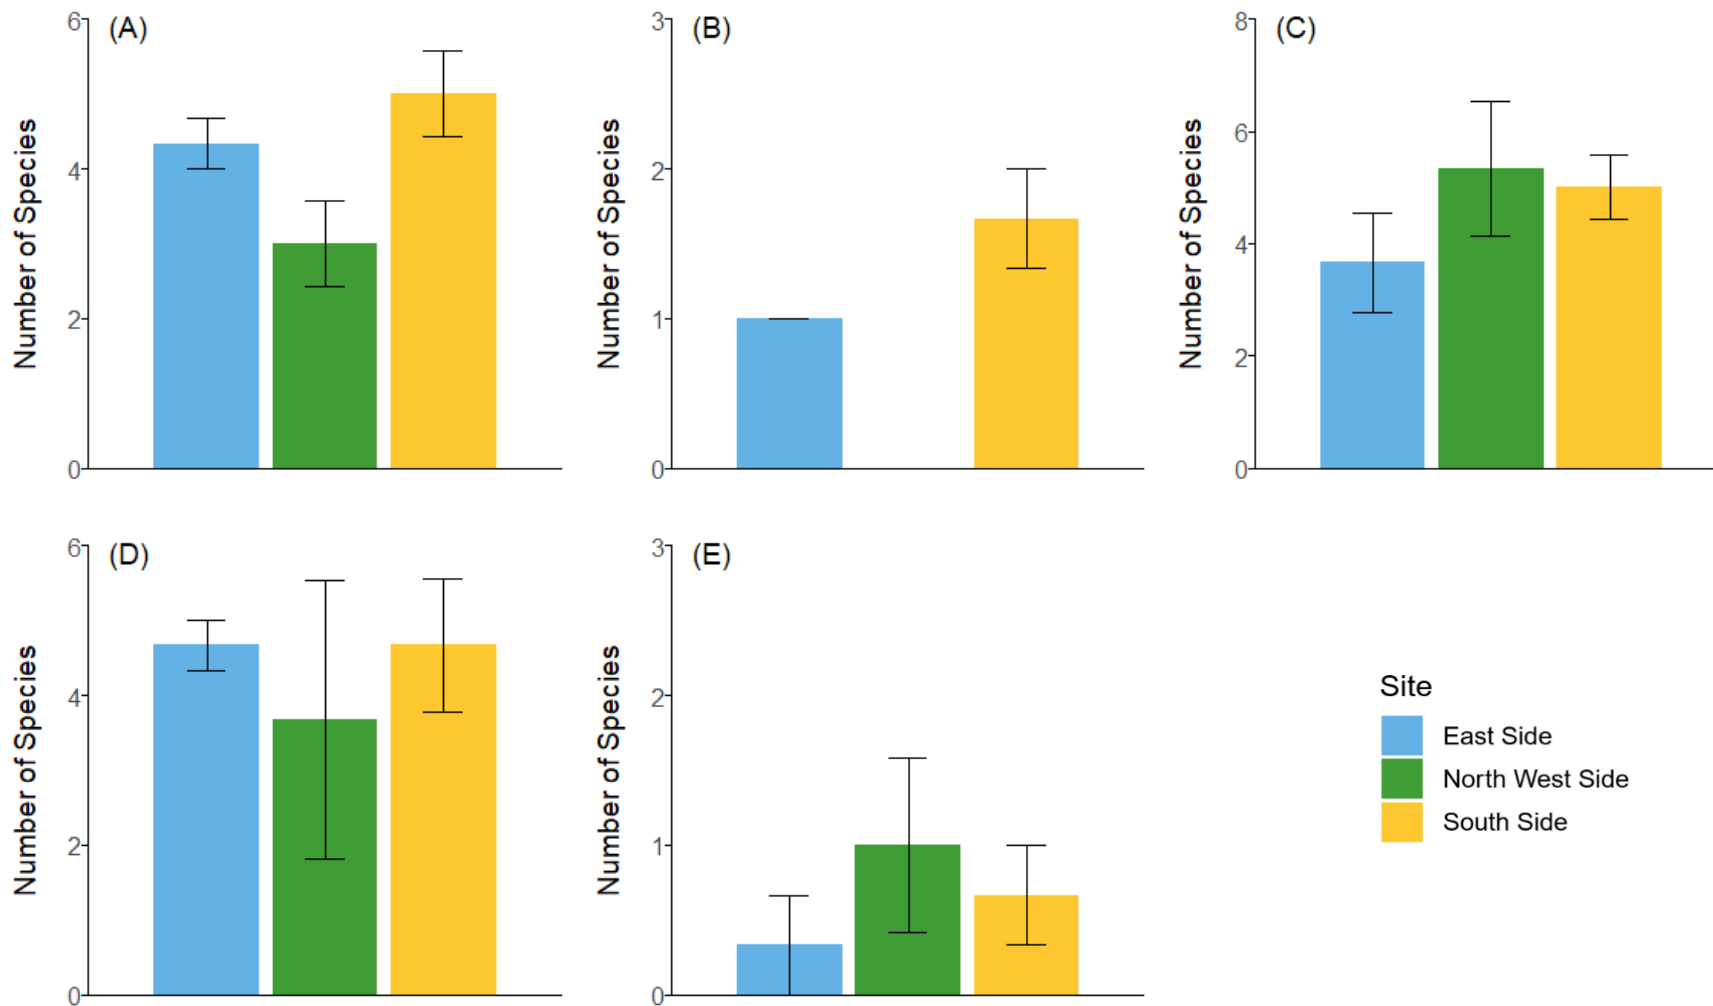 (A)
Number of Species
6
4
2
0
(B)
Number of Species
3
2
1
0
(C)
Number of Species
8
6
4
2
0
(D)
Number of Species
6
4
2
0
(E)
Number of Species
3
2
1
0
Site
East Side
North West Side
South Side